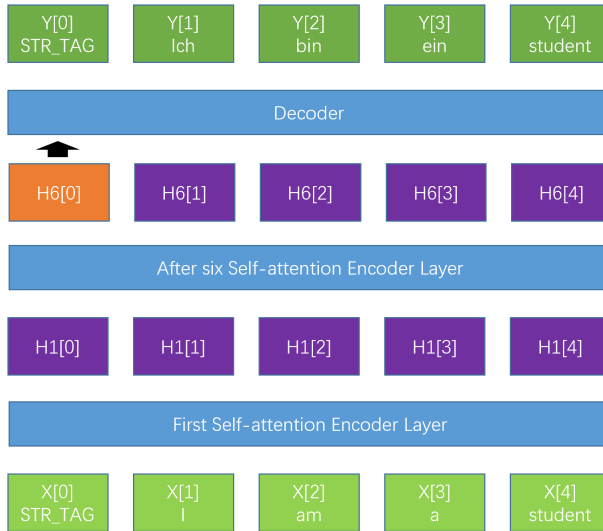 Y[0] Y[1] Y[2] Y[3] Y[4]
STR_TAG Ich bin ein student
Decoder
H6[0] H6[1] H6[2] H6[3] H6[4]
After six Self-attention Encoder Layer
H1[0] H1[1] H1[2] H1[3] H1[4]
First Self-attention Encoder Layer
X[0] X[1] X[2] X[3] X[4]
STR_TAG I am a student